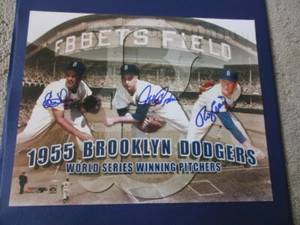 EBBETS FIELD
B
1955 BROOKLYN DODGERS
WORLD SERIES WINNING PITCHERS